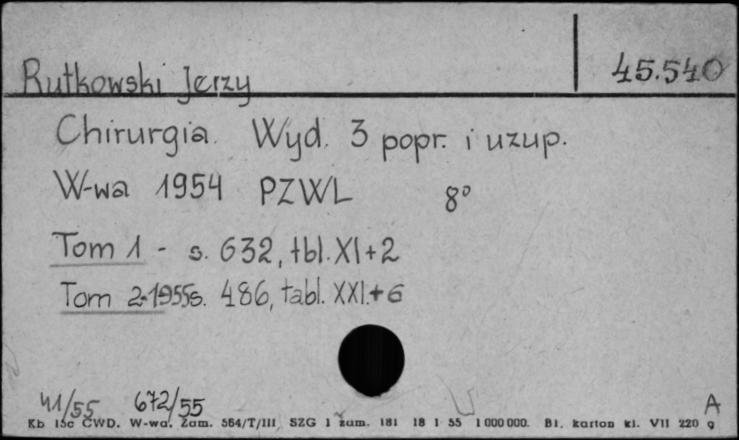 Rutkowski Jerzy 45.540
Chirurgia. Wyd. 3 popr. i uzup.
W-wa 1954 PZWL 8°
Tom 1 - s. 632, tbl. XI+2
Tom 2-1955s. 486, tabl. XXI.+6
41/55 672/55 A
Kb 15c CWD. W-wa. Zam. 564/T/III SZG 1 zam. 181 18 1 55 1 000 000. Bl. karton kl. VII 220 g